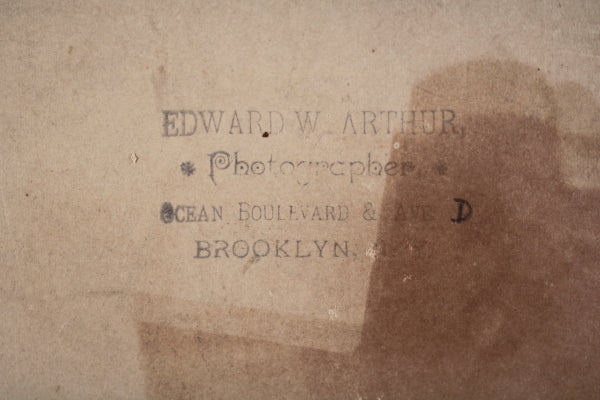 EDWARD W. ARTHUR,
* Photographer *
OCEAN BOULEVARD & AVE D
BROOKLYN, N.Y.